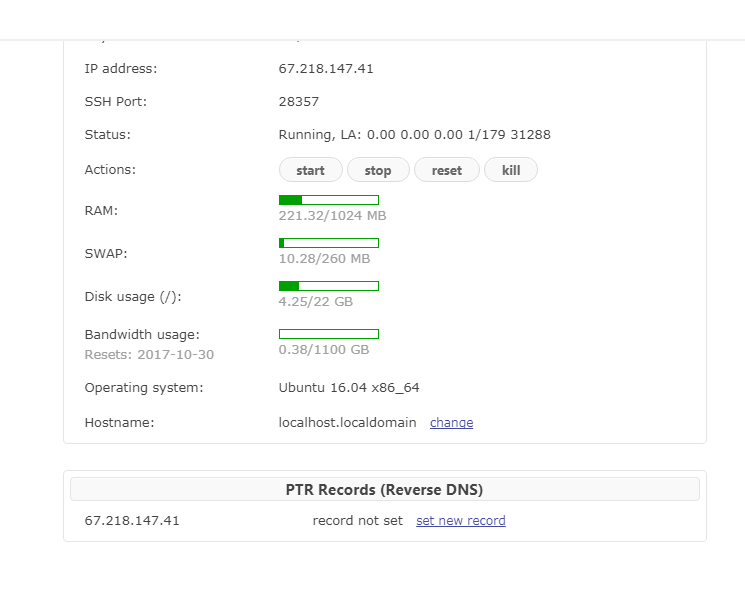 IP address: 67.218.147.41
SSH Port: 28357
Status: Running, LA: 0.00 0.00 0.00 1/179 31288
Actions: start stop reset kill
RAM: 221.32/1024 MB
SWAP: 10.28/260 MB
Disk usage (/): 4.25/22 GB
Bandwidth usage:
Resets: 2017-10-30 0.38/1100 GB
Operating system: Ubuntu 16.04 x86_64
Hostname: localhost.localdomain change
PTR Records (Reverse DNS)
67.218.147.41 record not set set new record